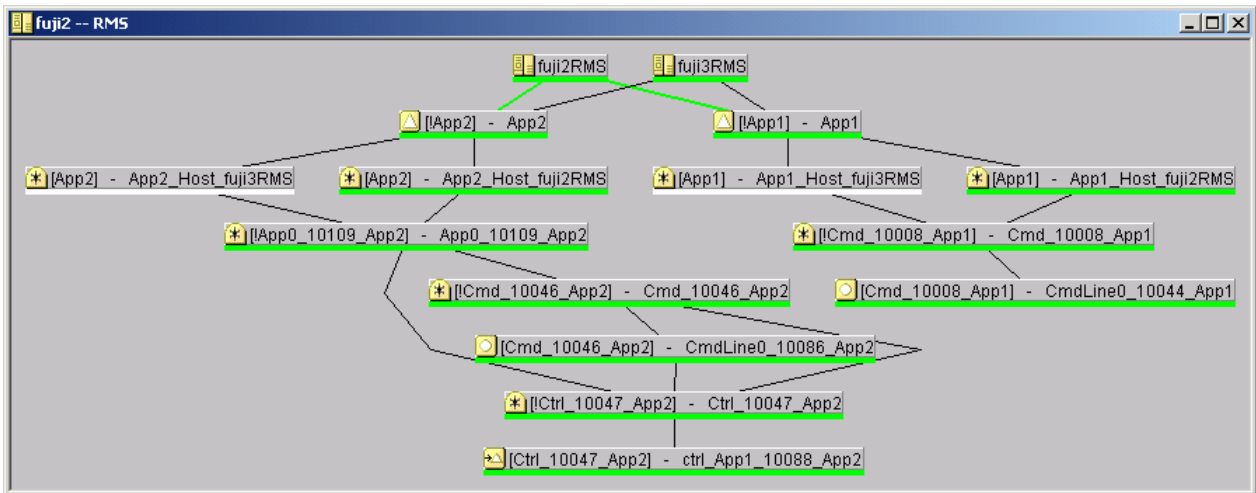 fuji2 -- RMS
fuji2RMS fuji3RMS
[!App2] - App2 [!App1] - App1
[App2] - App2_Host_fuji3RMS [App2] - App2_Host_fuji2RMS [App1] - App1_Host_fuji3RMS [App1] - App1_Host_fuji2RMS
[!App0_10109_App2] - App0_10109_App2 [!Cmd_10008_App1] - Cmd_10008_App1
[!Cmd_10046_App2] - Cmd_10046_App2 [Cmd_10008_App1] - CmdLine0_10044_App1
[Cmd_10046_App2] - CmdLine0_10086_App2
[!Ctrl_10047_App2] - Ctrl_10047_App2
[Ctrl_10047_App2] - ctrl_App1_10088_App2